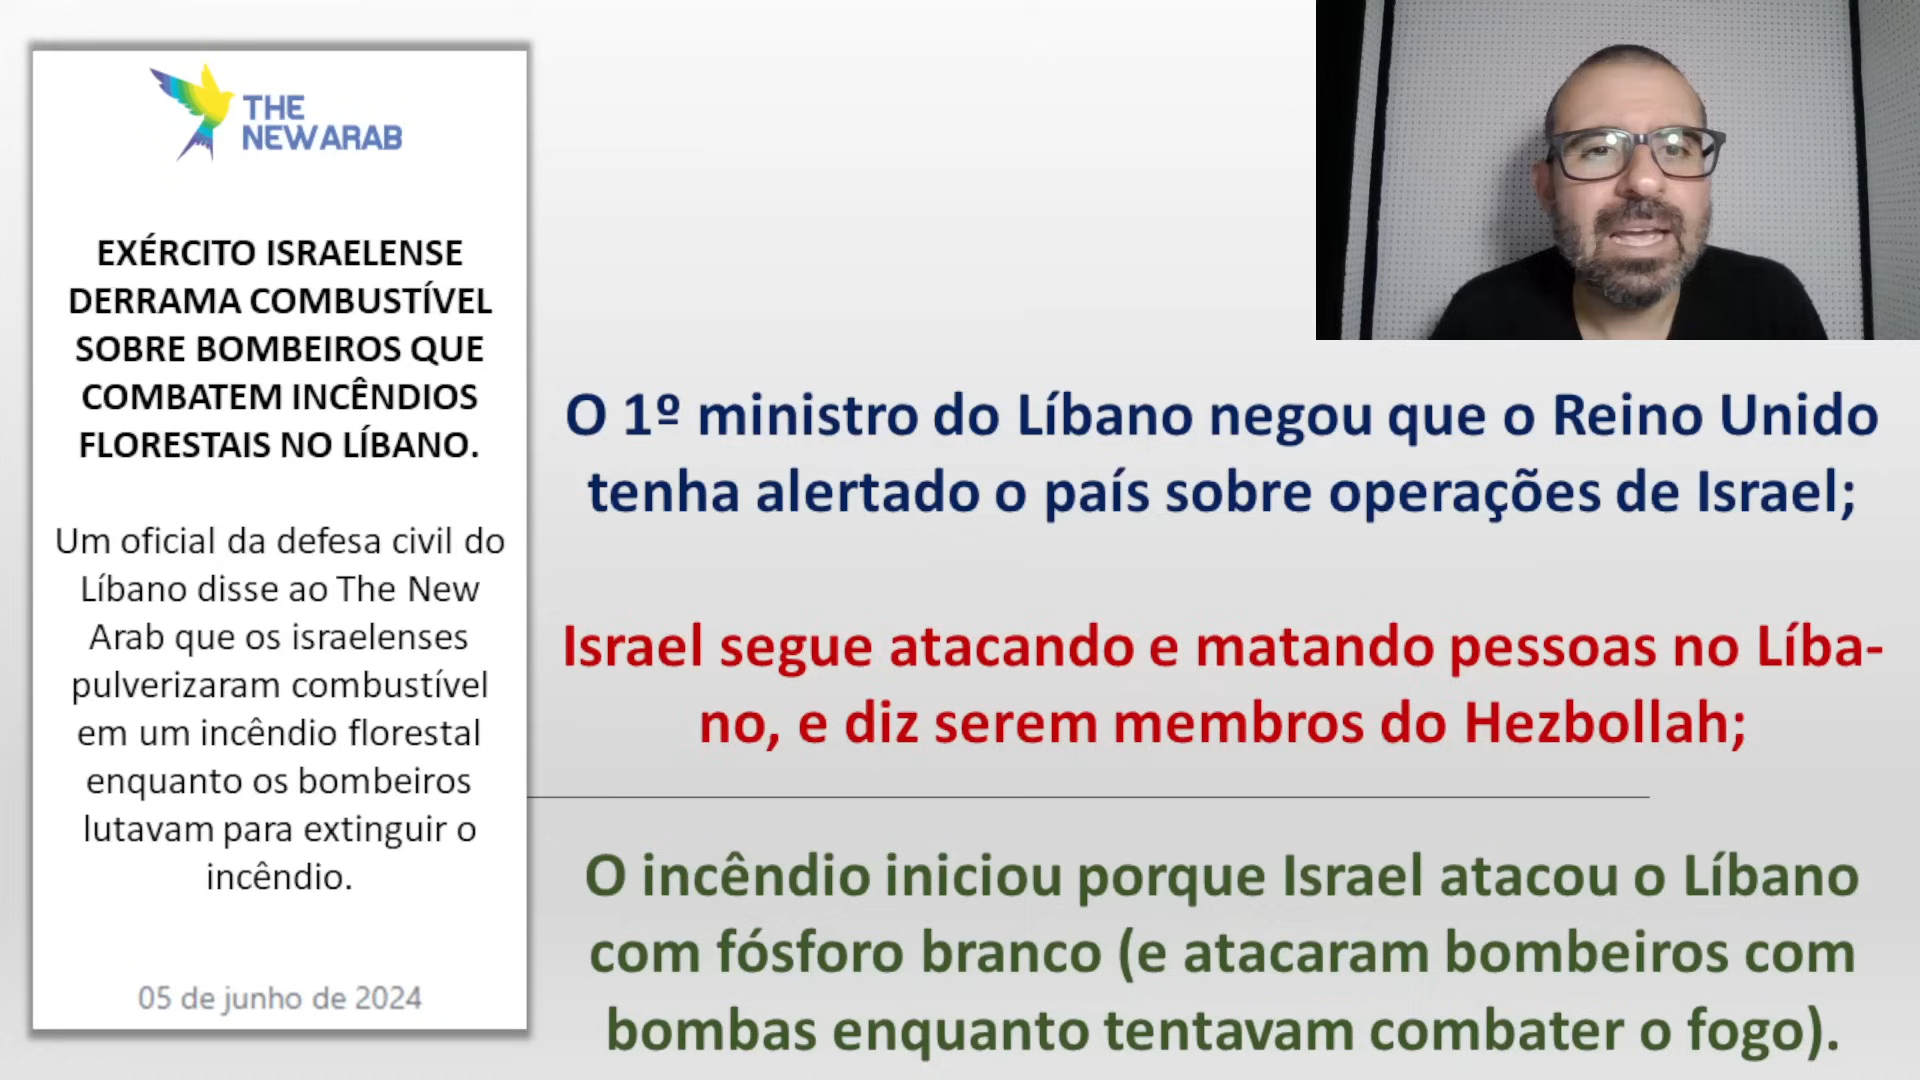 THE
NEW ARAB
EXÉRCITO ISRAELENSE
DERRAMA COMBUSTÍVEL
SOBRE BOMBEIROS QUE
COMBATEM INCÊNDIOS
FLORESTAIS NO LÍBANO.
Um oficial da defesa civil do
Líbano disse ao The New
Arab que os israelenses
pulverizaram combustível
em um incêndio florestal
enquanto os bombeiros
lutavam para extinguir o
incêndio.
05 de junho de 2024
O 1º ministro do Líbano negou que o Reino Unido
tenha alertado o país sobre operações de Israel;
Israel segue atacando e matando pessoas no Líba-
no, e diz serem membros do Hezbollah;
O incêndio iniciou porque Israel atacou o Líbano
com fósforo branco (e atacaram bombeiros com
bombas enquanto tentavam combater o fogo).